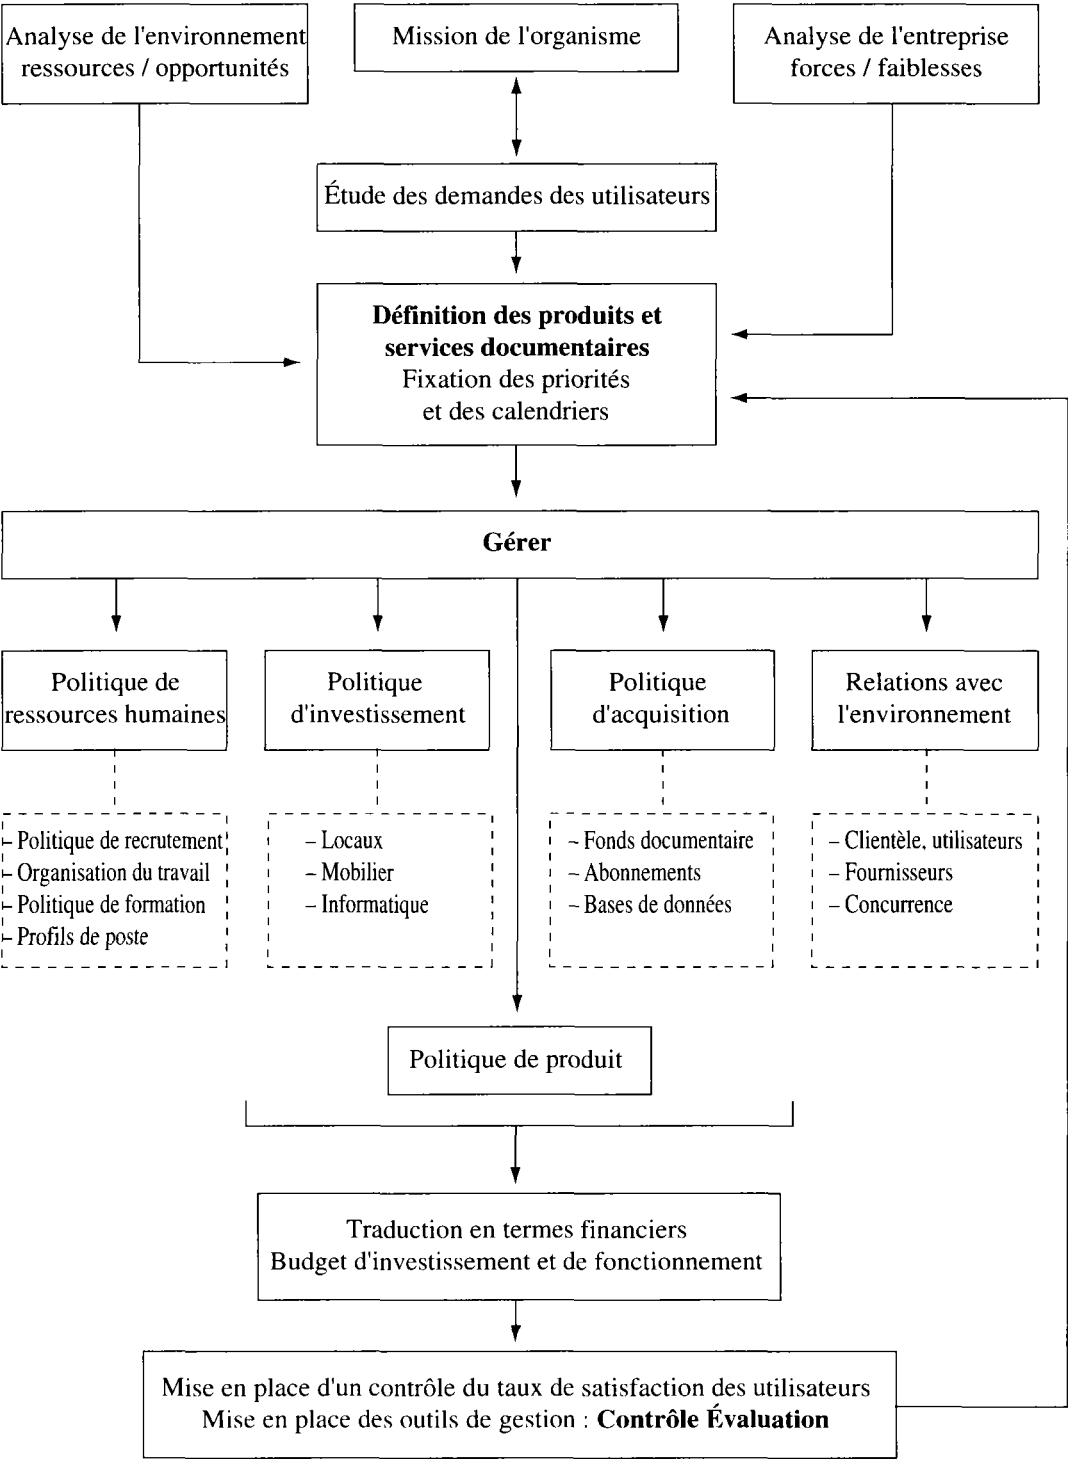 Analyse de l'environnement
ressources / opportunités
Mission de l'organisme
Analyse de l'entreprise
forces / faiblesses
Étude des demandes des utilisateurs
Définition des produits et
services documentaires
Fixation des priorités
et des calendriers
Gérer
Politique de
ressources humaines
Politique
d'investissement
Politique
d'acquisition
Relations avec
l'environnement
– Politique de recrutement
– Organisation du travail
– Politique de formation
– Profils de poste
– Locaux
– Mobilier
– Informatique
– Fonds documentaire
– Abonnements
– Bases de données
– Clientèle, utilisateurs
– Fournisseurs
– Concurrence
Politique de produit
Traduction en termes financiers
Budget d'investissement et de fonctionnement
Mise en place d'un contrôle du taux de satisfaction des utilisateurs
Mise en place des outils de gestion : Contrôle Évaluation